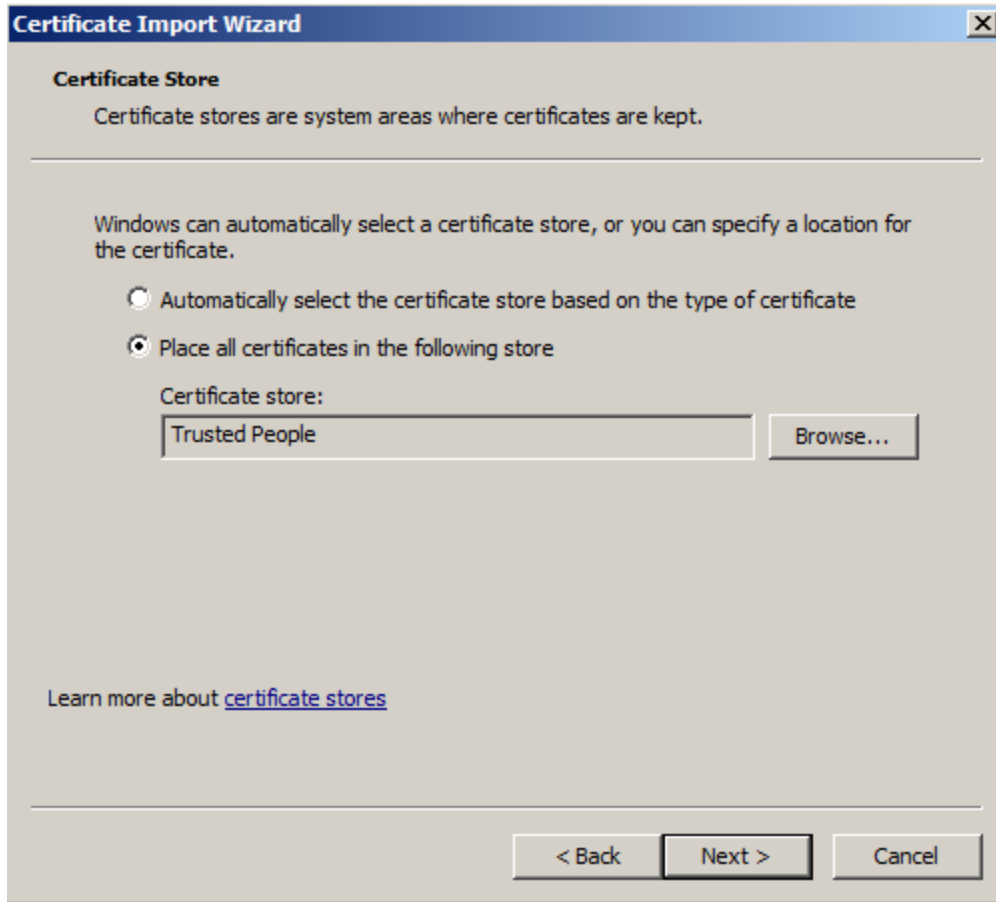 Certificate Import Wizard
Certificate Store
Certificate stores are system areas where certificates are kept.
Windows can automatically select a certificate store, or you can specify a location for
the certificate.
Automatically select the certificate store based on the type of certificate
Place all certificates in the following store
Certificate store:
Trusted People
Browse...
Learn more about certificate stores
< Back
Next >
Cancel